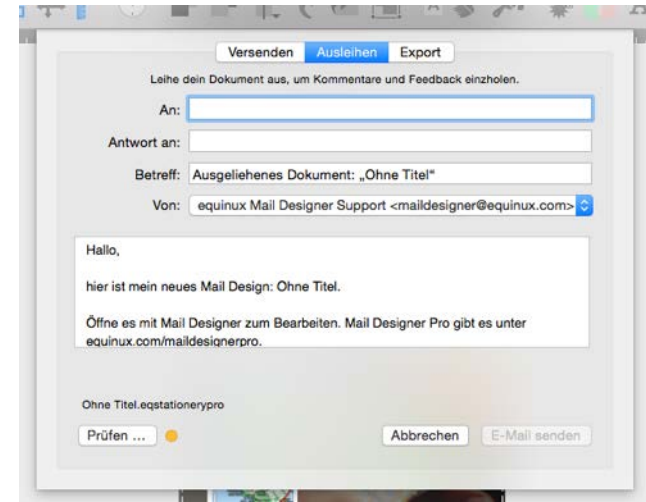 Versenden Ausleihen Export
Leihe dein Dokument aus, um Kommentare und Feedback einzholen.
An:
Antwort an:
Betreff: Ausgeliehenes Dokument: „Ohne Titel“
Von: equinux Mail Designer Support <maildesigner@equinux.com>
Hallo,
hier ist mein neues Mail Design: Ohne Titel.
Öffne es mit Mail Designer zum Bearbeiten. Mail Designer Pro gibt es unter
equinux.com/maildesignerpro.
Ohne Titel.eqstationerypro
Prüfen ... Abbrechen E-Mail senden